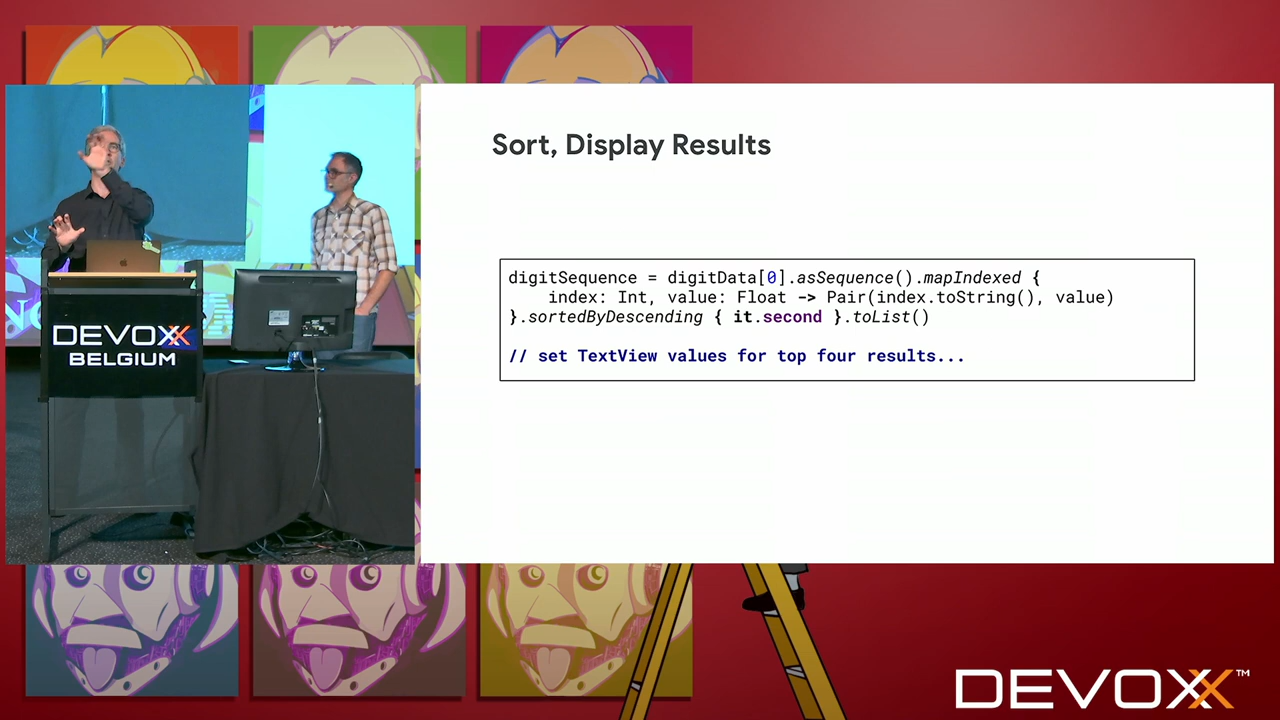 Sort, Display Results
digitSequence = digitData[0].asSequence().mapIndexed {
index: Int, value: Float -> Pair(index.toString(), value)
}.sortedByDescending { it.second }.toList()
// set TextView values for top four results...
DEVOXX
BELGIUM
DEVOXX™